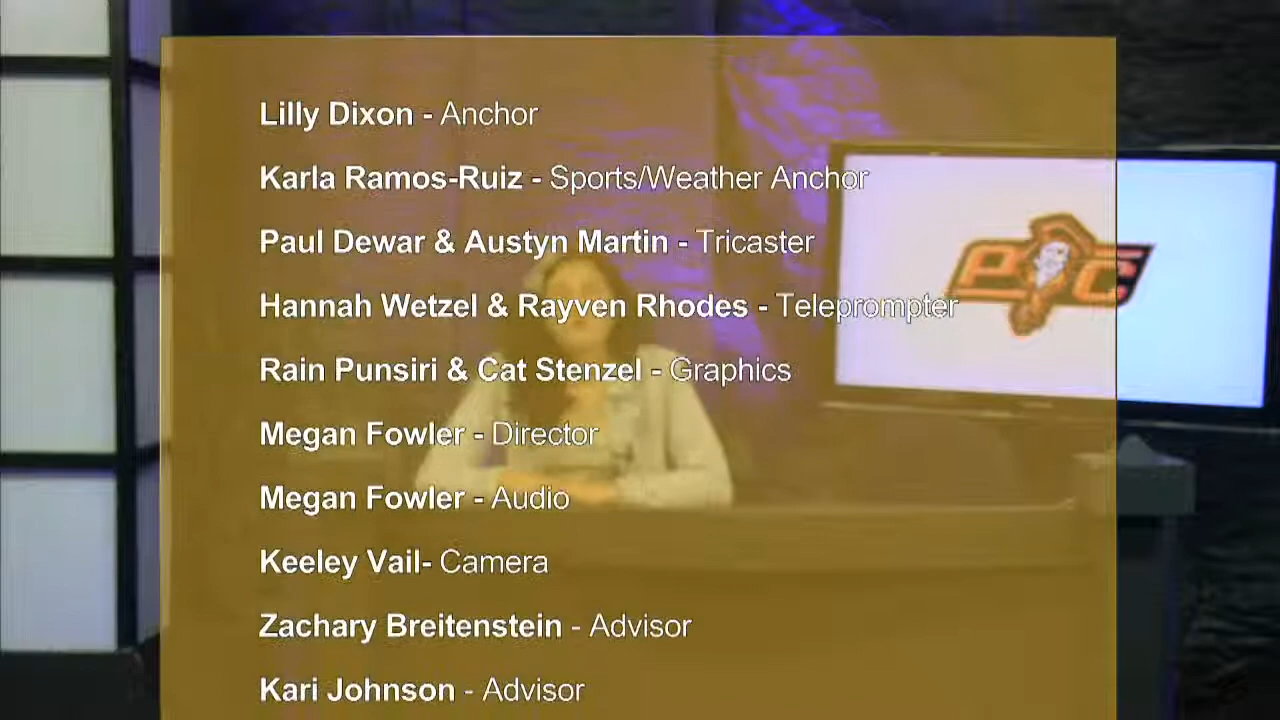 Lilly Dixon - Anchor
Karla Ramos-Ruiz - Sports/Weather Anchor
Paul Dewar & Austyn Martin - Tricaster
Hannah Wetzel & Rayven Rhodes - Teleprompter
Rain Punsiri & Cat Stenzel - Graphics
Megan Fowler - Director
Megan Fowler - Audio
Keeley Vail- Camera
Zachary Breitenstein - Advisor
Kari Johnson - Advisor